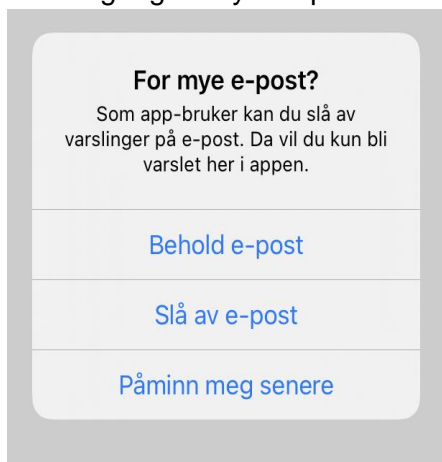 For mye e-post?
Som app-bruker kan du slå av
varslinger på e-post. Da vil du kun bli
varslet her i appen.
Behold e-post
Slå av e-post
Påminn meg senere